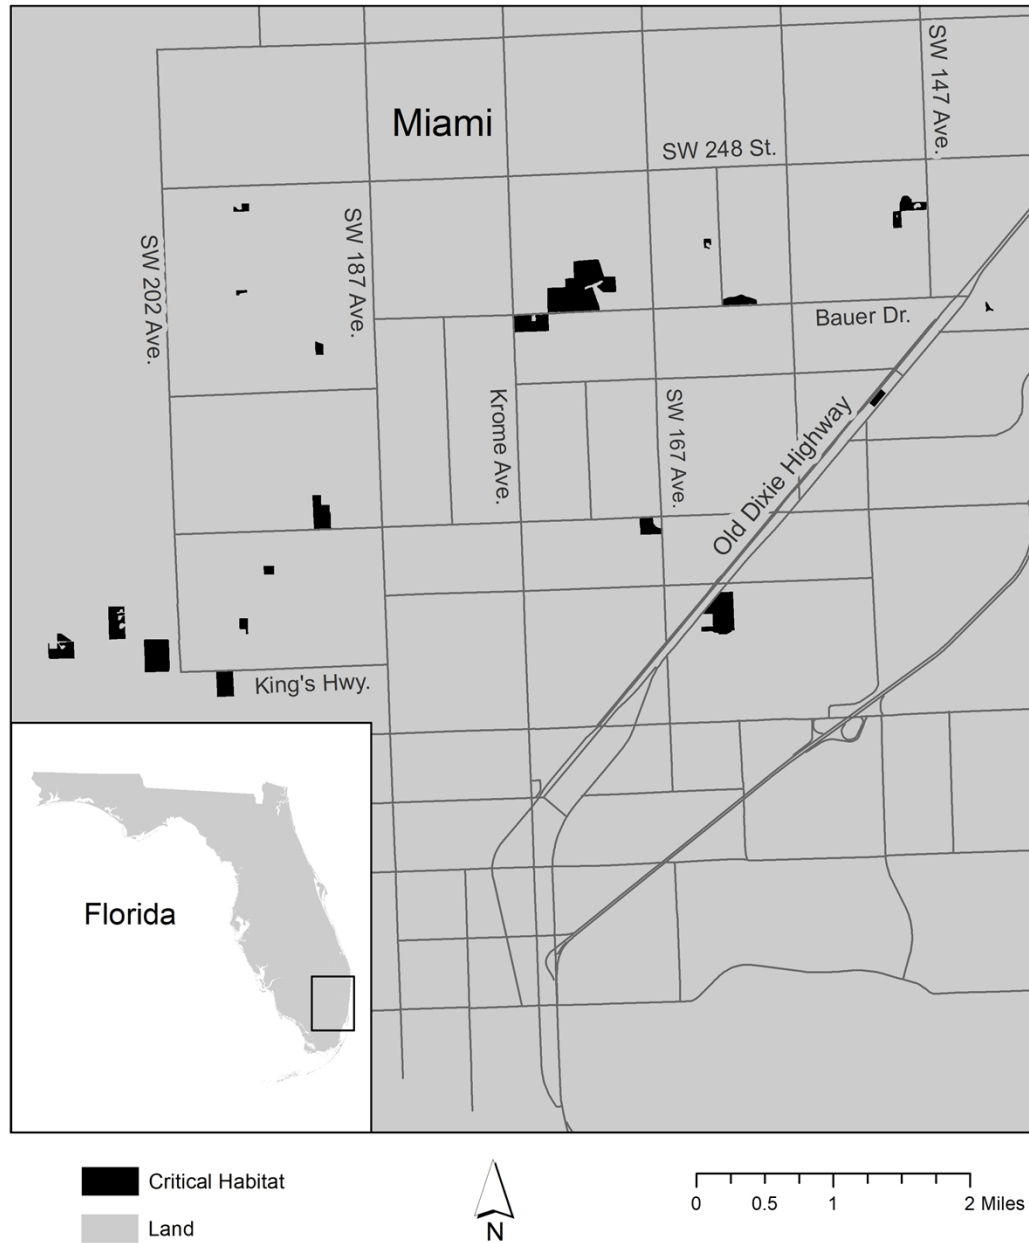 Miami
SW 147 Ave.
SW 248 St.
SW 202 Ave.
SW 187 Ave.
Bauer Dr.
Krome Ave.
SW 167 Ave.
Old Dixie Highway
King's Hwy.
Florida
Critical Habitat
Land
N
0 0.5 1 2 Miles